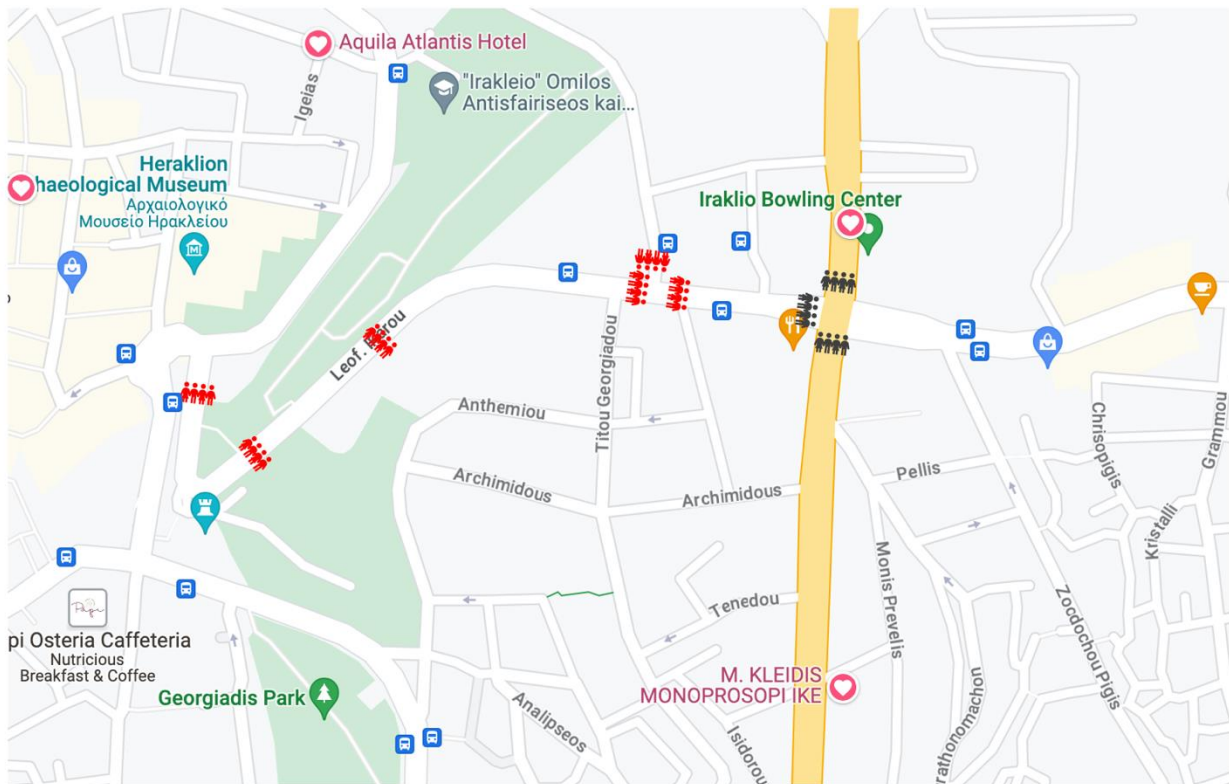 Aquila Atlantis Hotel
"Irakleio" Omilos
Antisfairiseos kai...
Igeias
Heraklion
haeological Museum
Αρχαιολογικό
Μουσείο Ηρακλείου
M
Iraklio Bowling Center
Leof.
Titou Georgiadou
Anthemiou
Archimidous
Archimidous
Pellis
Chrisopigis
Grammou
Kristalli
Monis Prevelis
Zocdochou Pigis
Tenedou
pi Osteria Caffeteria
Nutricious
Breakfast & Coffee
Georgiadis Park
M. KLEIDIS
MONOPROSOPI IKE
Analipseos
Isidorou
arathonomachon